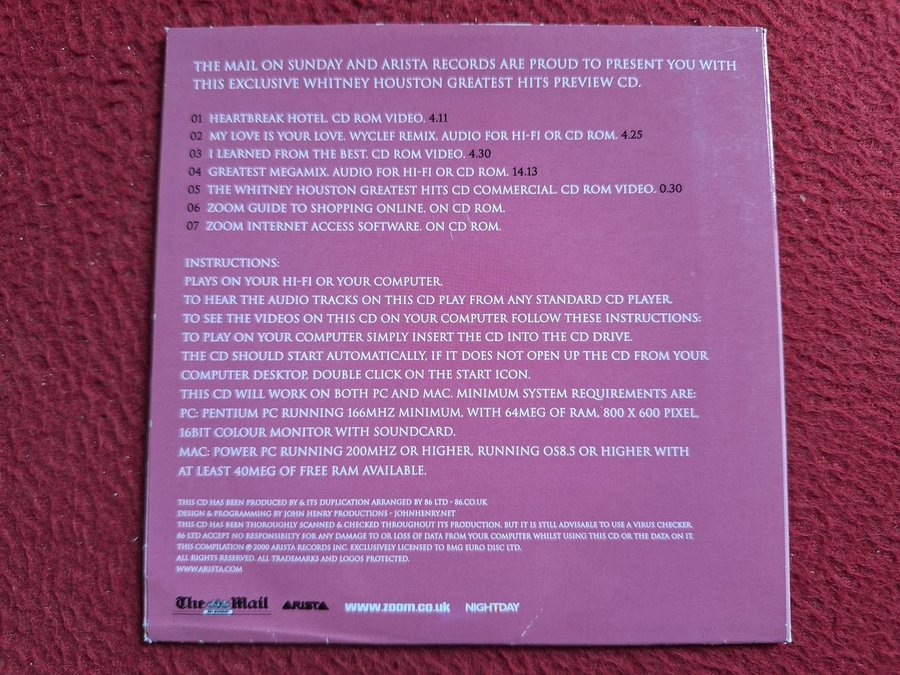 THE MAIL ON SUNDAY AND ARISTA RECORDS ARE PROUD TO PRESENT YOU WITH
THIS EXCLUSIVE WHITNEY HOUSTON GREATEST HITS PREVIEW CD.
01 HEARTBREAK HOTEL. CD ROM VIDEO. 4.11
02 MY LOVE IS YOUR LOVE. WYCLEF REMIX. AUDIO FOR HI-FI OR CD ROM. 4.25
03 I LEARNED FROM THE BEST. CD ROM VIDEO. 4.30
04 GREATEST MEGAMIX. AUDIO FOR HI-FI OR CD ROM. 14.13
05 THE WHITNEY HOUSTON GREATEST HITS CD COMMERCIAL. CD ROM VIDEO. 0.30
06 ZOOM GUIDE TO SHOPPING ONLINE. ON CD ROM.
07 ZOOM INTERNET ACCESS SOFTWARE. ON CD ROM.
INSTRUCTIONS:
PLAYS ON YOUR HI-FI OR YOUR COMPUTER.
TO HEAR THE AUDIO TRACKS ON THIS CD PLAY FROM ANY STANDARD CD PLAYER.
TO SEE THE VIDEOS ON THIS CD ON YOUR COMPUTER FOLLOW THESE INSTRUCTIONS:
TO PLAY ON YOUR COMPUTER SIMPLY INSERT THE CD INTO THE CD DRIVE.
THE CD SHOULD START AUTOMATICALLY, IF IT DOES NOT OPEN UP THE CD FROM YOUR
COMPUTER DESKTOP, DOUBLE CLICK ON THE START ICON.
THIS CD WILL WORK ON BOTH PC AND MAC. MINIMUM SYSTEM REQUIREMENTS ARE:
PC: PENTIUM PC RUNNING 166MHZ MINIMUM, WITH 64MEG OF RAM, 800 X 600 PIXEL,
16BIT COLOUR MONITOR WITH SOUNDCARD.
MAC: POWER PC RUNNING 200MHZ OR HIGHER, RUNNING OS8.5 OR HIGHER WITH
AT LEAST 40MEG OF FREE RAM AVAILABLE.
THIS CD HAS BEEN PRODUCED BY & ITS DUPLICATION ARRANGED BY 86 LTD - 86.CO.UK
DESIGN & PROGRAMMING BY JOHN HENRY PRODUCTIONS - JOHNHENRY.NET
THIS CD HAS BEEN THOROUGHLY SCANNED & CHECKED THROUGHOUT ITS PRODUCTION, BUT IT IS STILL ADVISABLE TO USE A VIRUS CHECKER.
86 LTD ACCEPT NO RESPONSIBILTY FOR ANY DAMAGE TO OR LOSS OF DATA FROM YOUR COMPUTER WHILST USING THIS CD OR THE DATA ON IT.
THIS COMPILATION ℗ 2000 ARISTA RECORDS INC. EXCLUSIVELY LICENSED TO BMG EURO DISC LTD.
ALL RIGHTS RESERVED. ALL TRADEMARKS AND LOGOS PROTECTED.
WWW.ARISTA.COM
The Mail ARISTA www.zoom.co.uk NIGHTDAY